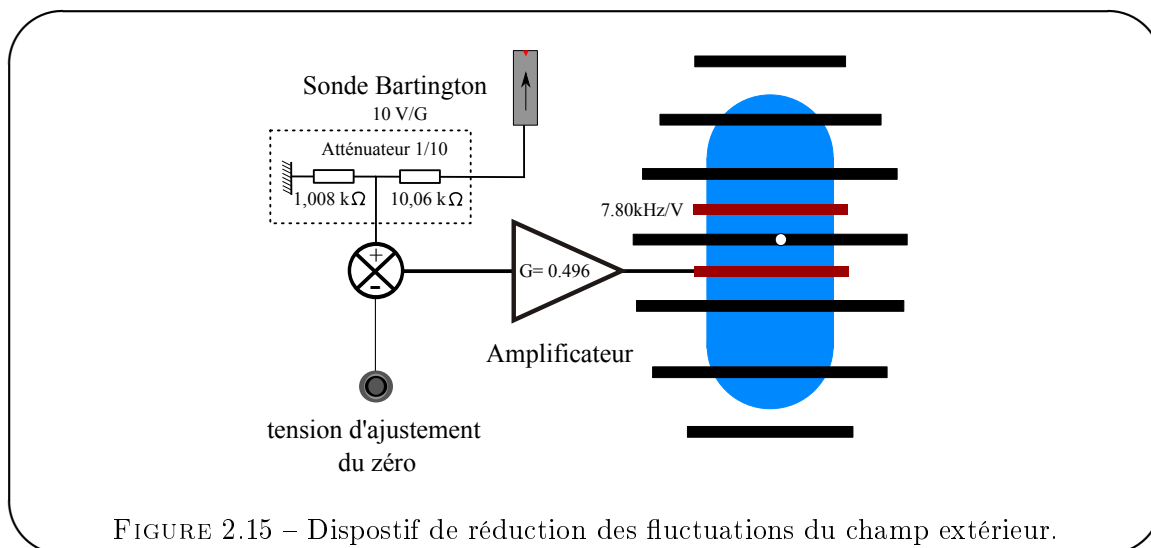 Sonde Bartington
10 V/G
Atténuateur 1/10
1,008 kΩ
10,06 kΩ
7.80kHz/V
+
-
G= 0.496
Amplificateur
tension d'ajustement
du zéro
FIGURE 2.15 – Dispostif de réduction des fluctuations du champ extérieur.